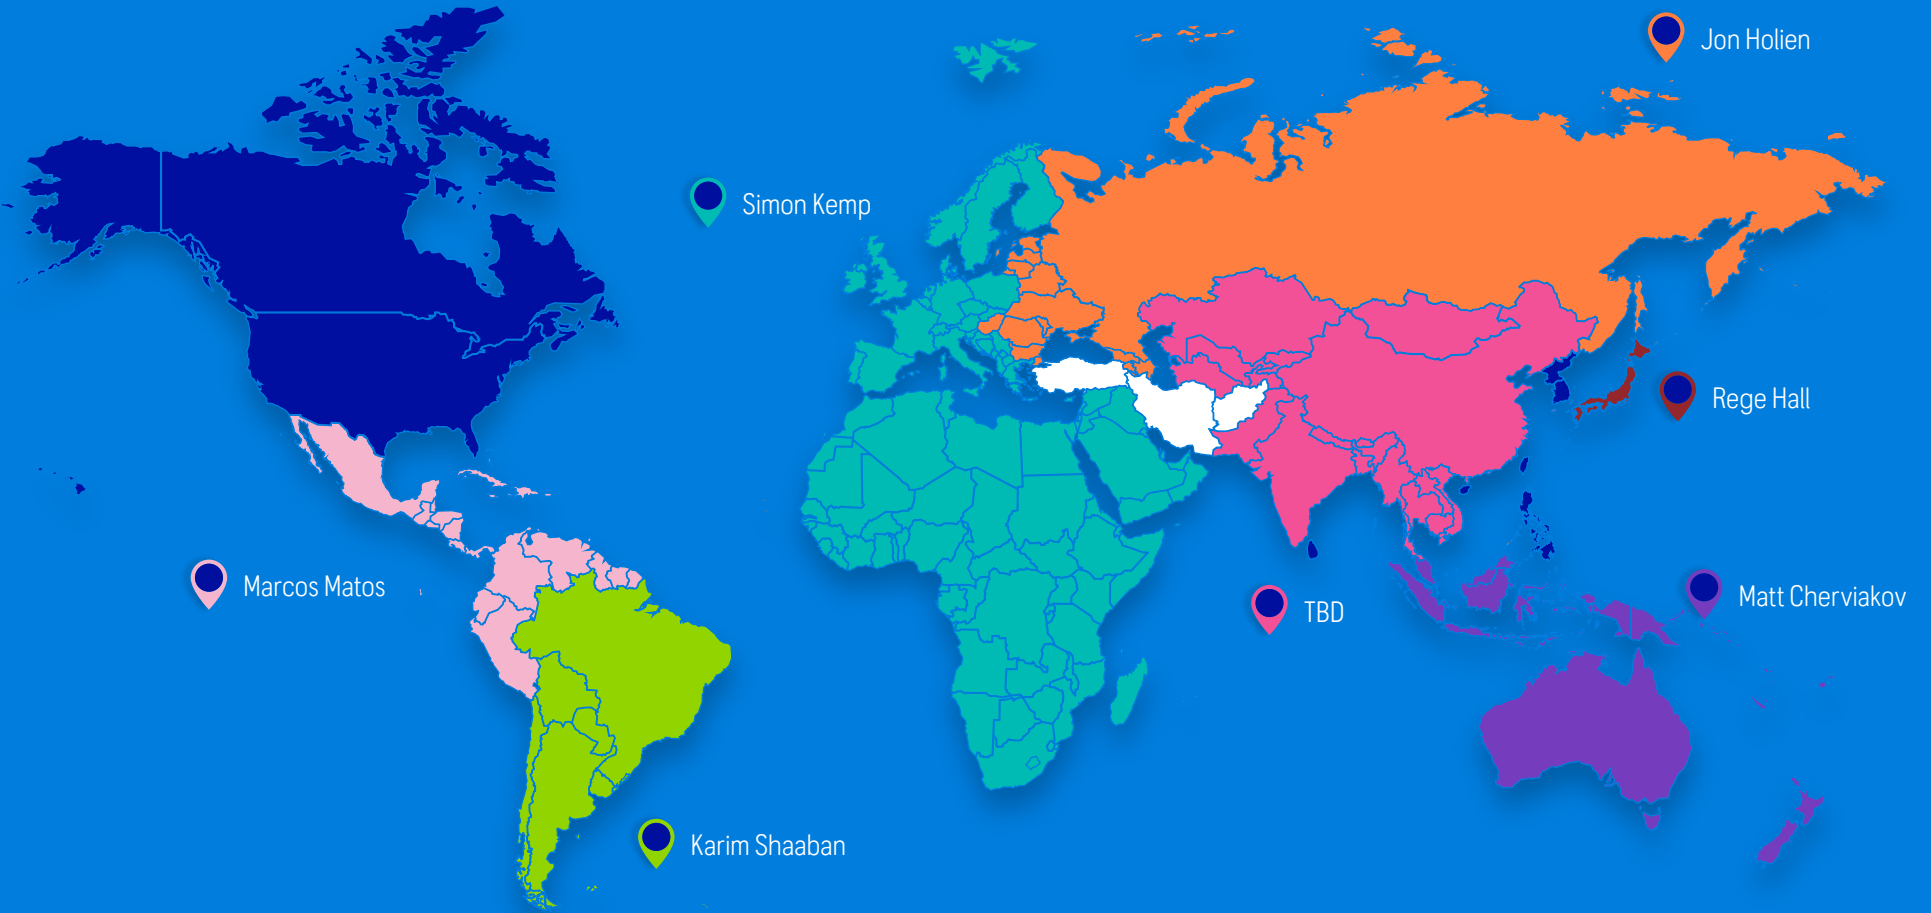 Jon Holien
Simon Kemp
Rege Hall
Marcos Matos
TBD
Matt Cherviakov
Karim Shaaban